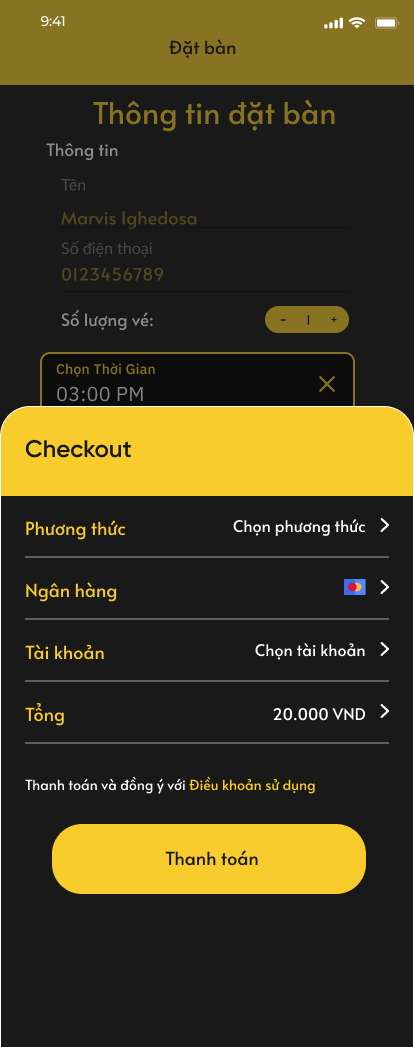 9:41
Đặt bàn
Thông tin đặt bàn
Thông tin
Tên
Marvis Ighedosa
Số điện thoại
0123456789
Số lượng vé: - 1 +
Chọn Thời Gian
03:00 PM
Checkout
Phương thức Chọn phương thức
Ngân hàng
Tài khoản Chọn tài khoản
Tổng 20.000 VND
Thanh toán và đồng ý với Điều khoản sử dụng
Thanh toán